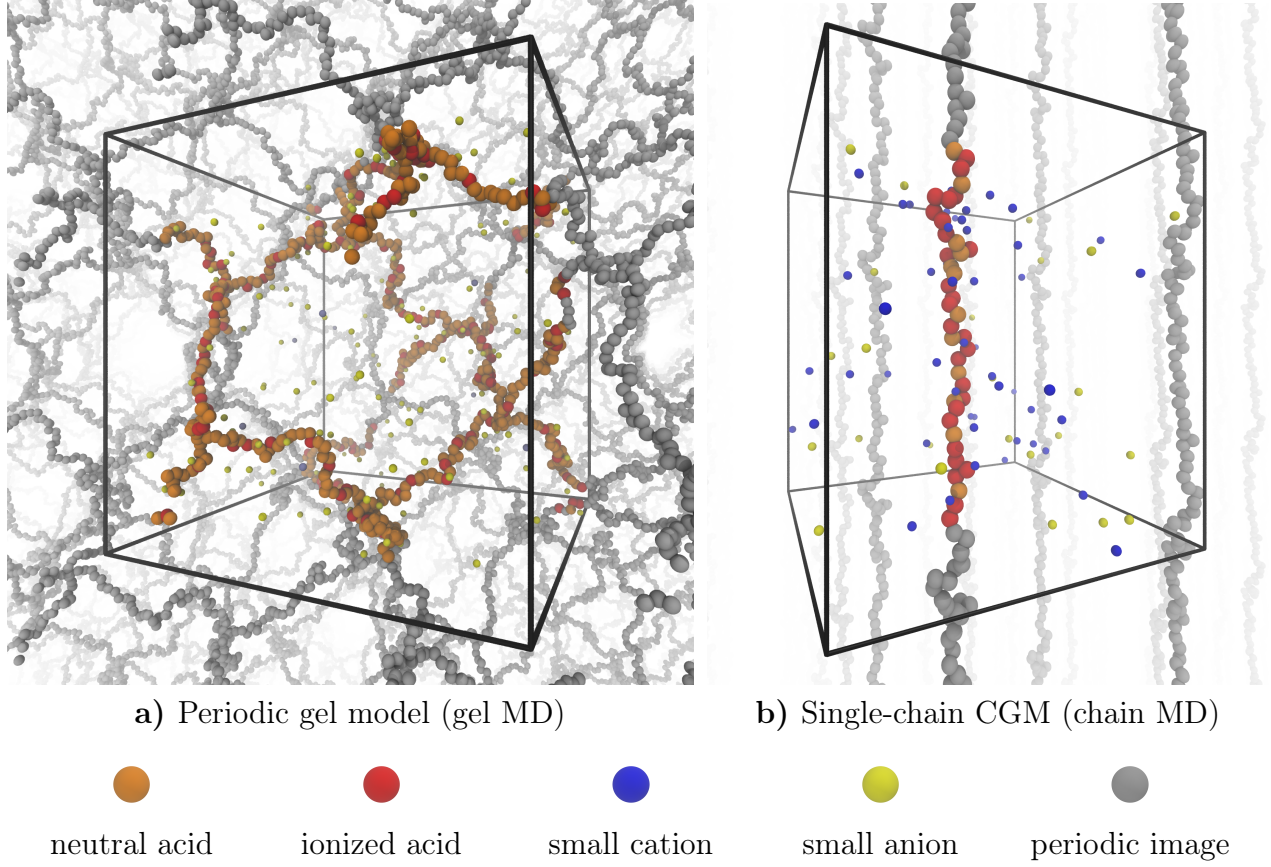 a) Periodic gel model (gel MD)
b) Single-chain CGM (chain MD)
neutral acid
ionized acid
small cation
small anion
periodic image